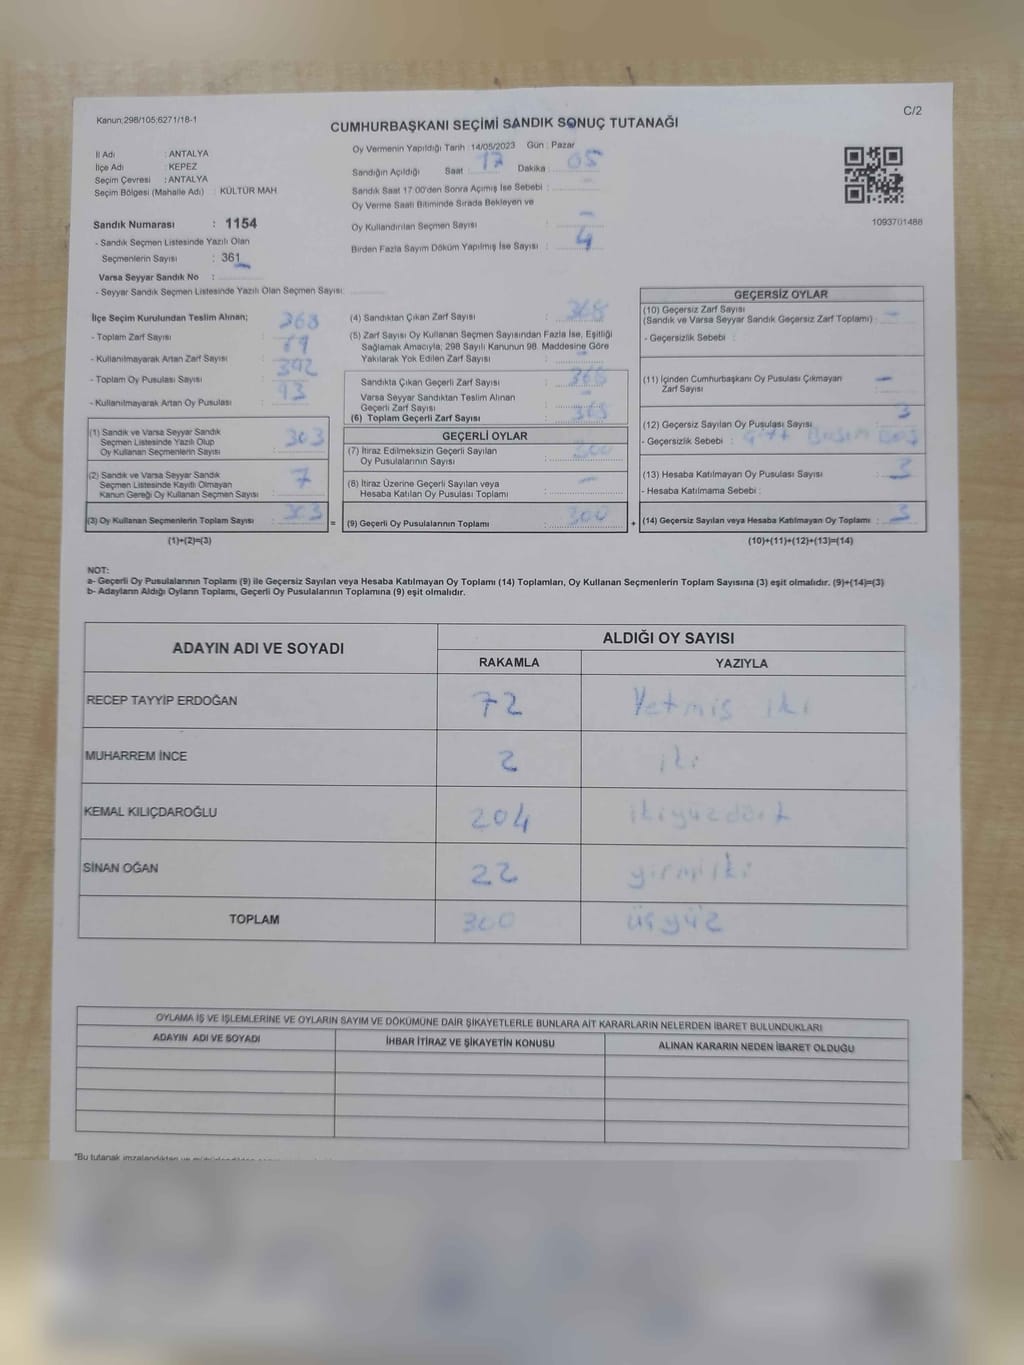 Kanun:298/105;6271/18-1
C/2
CUMHURBAŞKANI SEÇİMİ SANDIK SONUÇ TUTANAĞI
İl Adı : ANTALYA
İlçe Adı : KEPEZ
Seçim Çevresi : ANTALYA
Seçim Bölgesi (Mahalle Adı) : KÜLTÜR MAH
Oy Vermenin Yapıldığı Tarih : 14/05/2023 Gün : Pazar
Sandığın Açıldığı Saat : 17 Dakika : 05
Sandık Saat 17:00'den Sonra Açımış İse Sebebi : -
Oy Verme Saati Bitiminde Sırada Bekleyen ve
Oy Kullandırılan Seçmen Sayısı : -
Birden Fazla Sayım Döküm Yapılmış İse Sayısı : 4
1093701488
Sandık Numarası : 1154
- Sandık Seçmen Listesinde Yazılı Olan
Seçmenlerin Sayısı : 361
Varsa Seyyar Sandık No :
- Seyyar Sandık Seçmen Listesinde Yazılı Olan Seçmen Sayısı:
İlçe Seçim Kurulundan Teslim Alınan;
- Toplam Zarf Sayısı : 368
- Kullanılmayarak Artan Zarf Sayısı :
- Toplam Oy Pusulası Sayısı : 392
- Kullanılmayarak Artan Oy Pusulası : 93
(1) Sandık ve Varsa Seyyar Sandık
Seçmen Listesinde Yazılı Olup
Oy Kullanan Seçmenlerin Sayısı : 303
(2) Sandık ve Varsa Seyyar Sandık
Seçmen Listesinde Kayıtlı Olmayan
Kanun Gereği Oy Kullanan Seçmen Sayısı : 7
(3) Oy Kullanan Seçmenlerin Toplam Sayısı : 303
(1)+(2)=(3)
(4) Sandıktan Çıkan Zarf Sayısı :
(5) Zarf Sayısı Oy Kullanan Seçmen Sayısından Fazla İse, Eşitliği
Sağlamak Amacıyla; 298 Sayılı Kanunun 98. Maddesine Göre
Yakılarak Yok Edilen Zarf Sayısı : -
Sandıkta Çıkan Geçerli Zarf Sayısı :
Varsa Seyyar Sandıktan Teslim Alınan
Geçerli Zarf Sayısı : -
(6) Toplam Geçerli Zarf Sayısı :
GEÇERLİ OYLAR
(7) İtiraz Edilmeksizin Geçerli Sayılan
Oy Pusulalarının Sayısı : 300
(8) İtiraz Üzerine Geçerli Sayılan veya
Hesaba Katılan Oy Pusulası Toplamı : -
= (9) Geçerli Oy Pusulalarının Toplamı : 300
GEÇERSİZ OYLAR
(10) Geçersiz Zarf Sayısı
(Sandık ve Varsa Seyyar Sandık Geçersiz Zarf Toplamı) : -
- Geçersizlik Sebebi :
(11) İçinden Cumhurbaşkanı Oy Pusulası Çıkmayan
Zarf Sayısı : -
(12) Geçersiz Sayılan Oy Pusulası Sayısı : 3
- Geçersizlik Sebebi :
(13) Hesaba Katılmayan Oy Pusulası Sayısı : 3
- Hesaba Katılmama Sebebi :
+ (14) Geçersiz Sayılan veya Hesaba Katılmayan Oy Toplamı : 3
(10)+(11)+(12)+(13)=(14)
NOT:
a- Geçerli Oy Pusulalarının Toplamı (9) ile Geçersiz Sayılan veya Hesaba Katılmayan Oy Toplamı (14) Toplamları, Oy Kullanan Seçmenlerin Toplam Sayısına (3) eşit olmalıdır. (9)+(14)=(3)
b- Adayların Aldığı Oyların Toplamı, Geçerli Oy Pusulalarının Toplamına (9) eşit olmalıdır.
ADAYIN ADI VE SOYADI
ALDIĞI OY SAYISI
RAKAMLA YAZIYLA
RECEP TAYYİP ERDOĞAN 72 Yetmiş iki
MUHARREM İNCE 2 iki
KEMAL KILIÇDAROĞLU 204 ikiyüzdört
SİNAN OĞAN 22 yirmiiki
TOPLAM 300 üçyüz
OYLAMA İŞ VE İŞLEMLERİNE VE OYLARIN SAYIM VE DÖKÜMÜNE DAİR ŞİKAYETLERLE BUNLARA AİT KARARLARIN NELERDEN İBARET BULUNDUKLARI
ADAYIN ADI VE SOYADI İHBAR İTİRAZ VE ŞİKAYETİN KONUSU ALINAN KARARIN NEDEN İBARET OLDUĞU
"Bu tutanak imzalandıktan